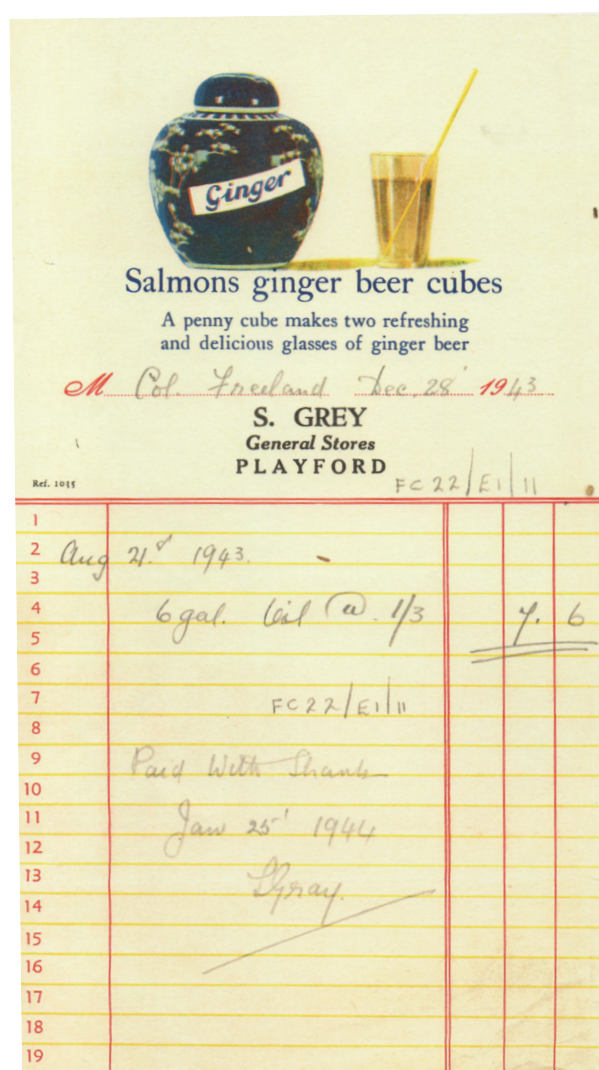 Ginger
Salmons ginger beer cubes
A penny cube makes two refreshing
and delicious glasses of ginger beer
M Col. Freeland Dec. 28' 1943
S. GREY
General Stores
PLAYFORD
Ref. 1035
FC22/E1/11
1
2 Aug 21st 1943.
3
4 6 gal. Oil @. 1/3 7. 6
5
6
7 FC22/E1/11
8
9 Paid With Thanks
10
11 Jan 25' 1944
12
13 SGray.
14
15
16
17
18
19